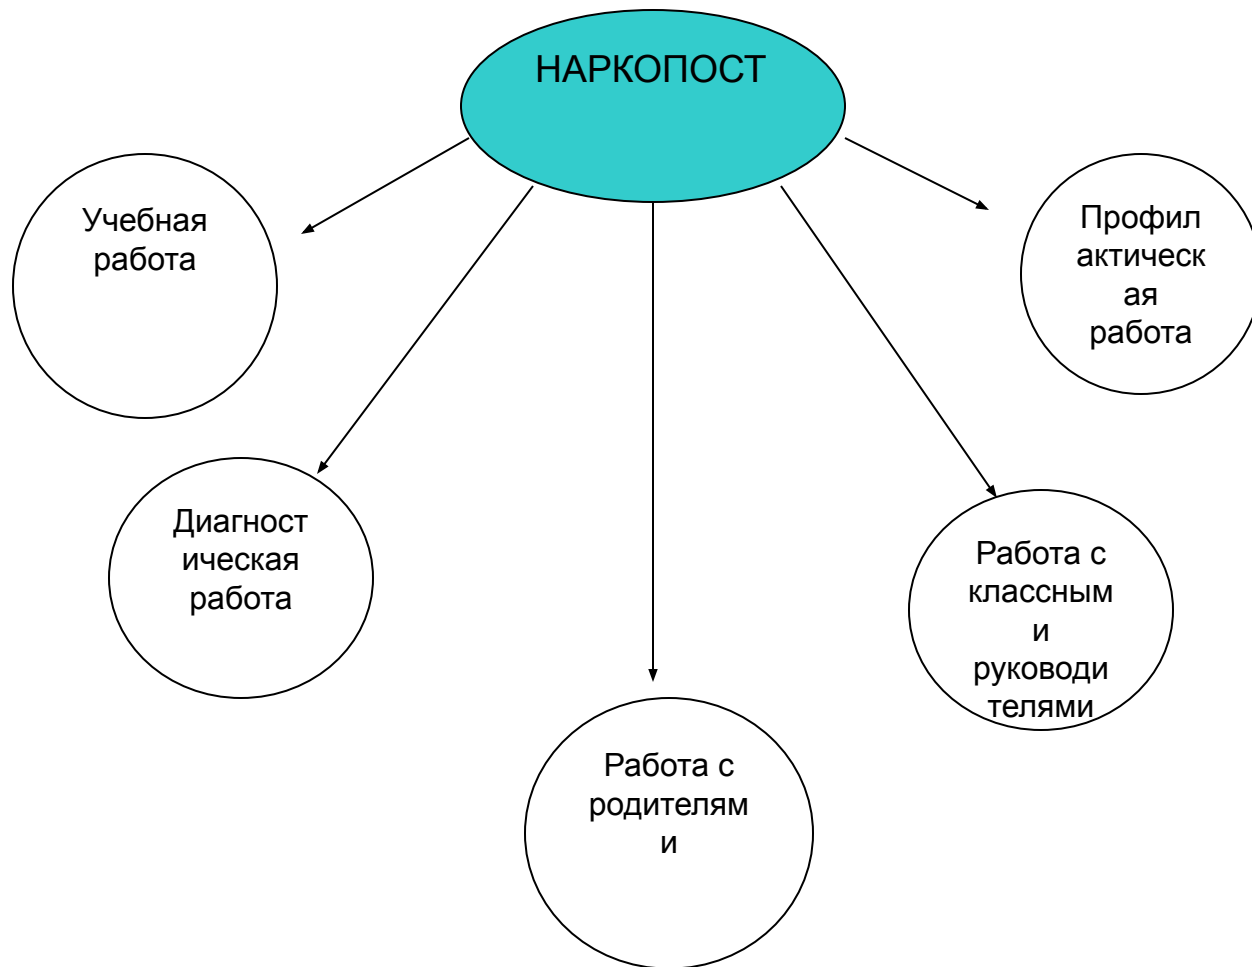 НАРКОПОСТ
Учебная
работа
Профил
актическ
ая
работа
Диагност
ическая
работа
Работа с
классным
и
руководи
телями
Работа с
родителям
и